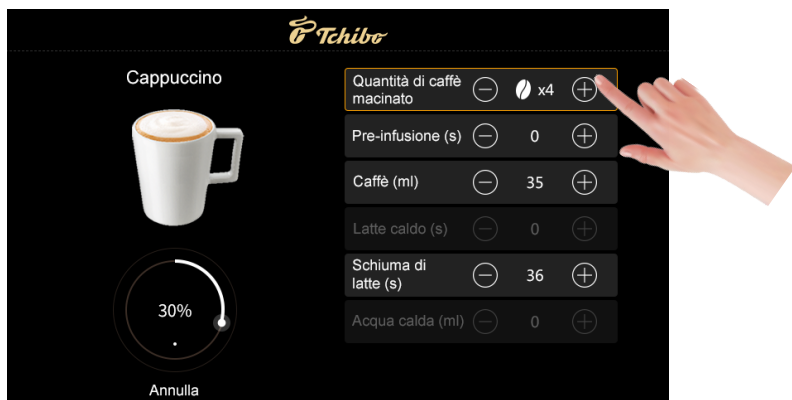 Tchibo
Cappuccino
Quantità di caffè
macinato
x4
Pre-infusione (s)
0
Caffè (ml)
35
Latte caldo (s)
0
Schiuma di
latte (s)
36
Acqua calda (ml)
0
30%
Annulla